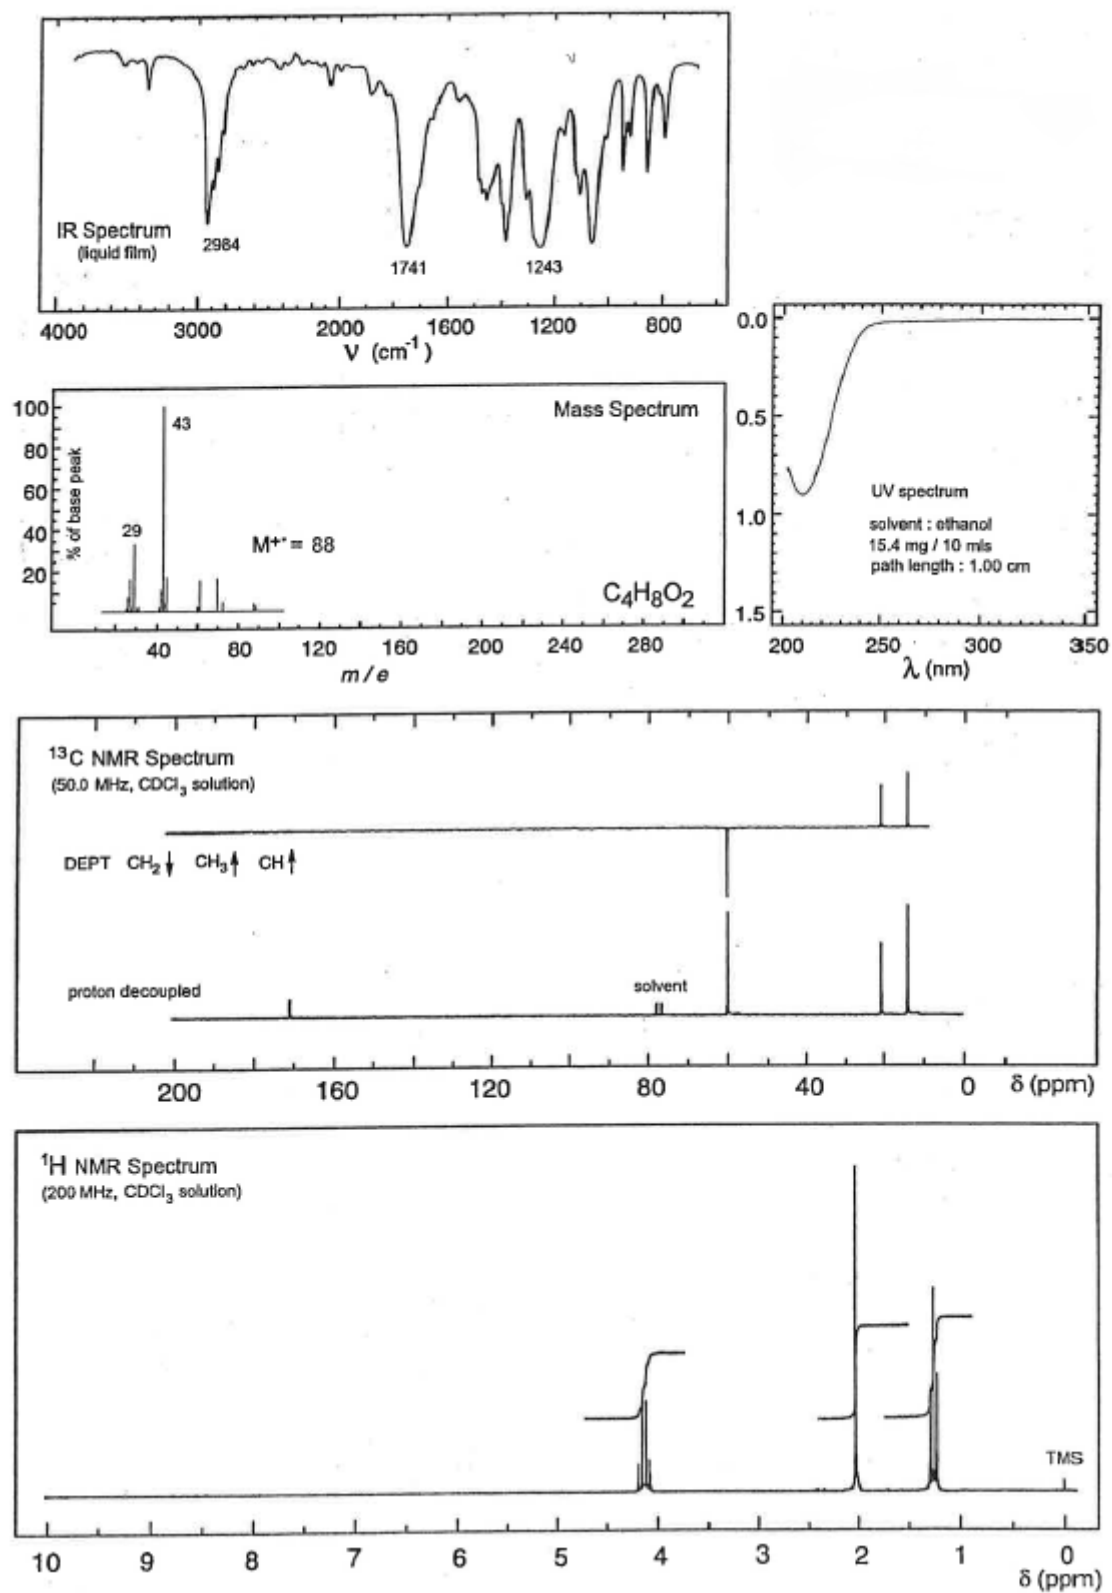 IR Spectrum
(liquid film)
2984
1741
1243
4000 3000 2000 1600 1200 800
V (cm⁻¹)
100
80
60
40
20
% of base peak
43
29
Mass Spectrum
M⁺· = 88
C₄H₈O₂
40 80 120 160 200 240 280
m / e
0.0
0.5
1.0
1.5
UV spectrum
solvent : ethanol
15.4 mg / 10 mls
path length : 1.00 cm
200 250 300 350
λ (nm)
¹³C NMR Spectrum
(50.0 MHz, CDCl₃ solution)
DEPT CH₂↓ CH₃↑ CH↑
proton decoupled
solvent
200 160 120 80 40 0 δ (ppm)
¹H NMR Spectrum
(200 MHz, CDCl₃ solution)
TMS
10 9 8 7 6 5 4 3 2 1 0
δ (ppm)